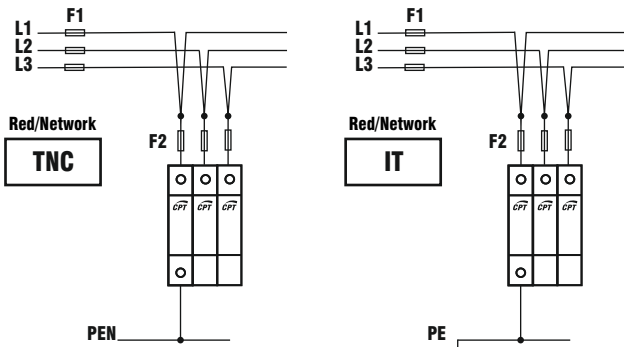 F1
L1
L2
L3
Red/Network
TNC
F2
CPT CPT CPT
PEN
F1
L1
L2
L3
Red/Network
IT
F2
CPT CPT CPT
PE